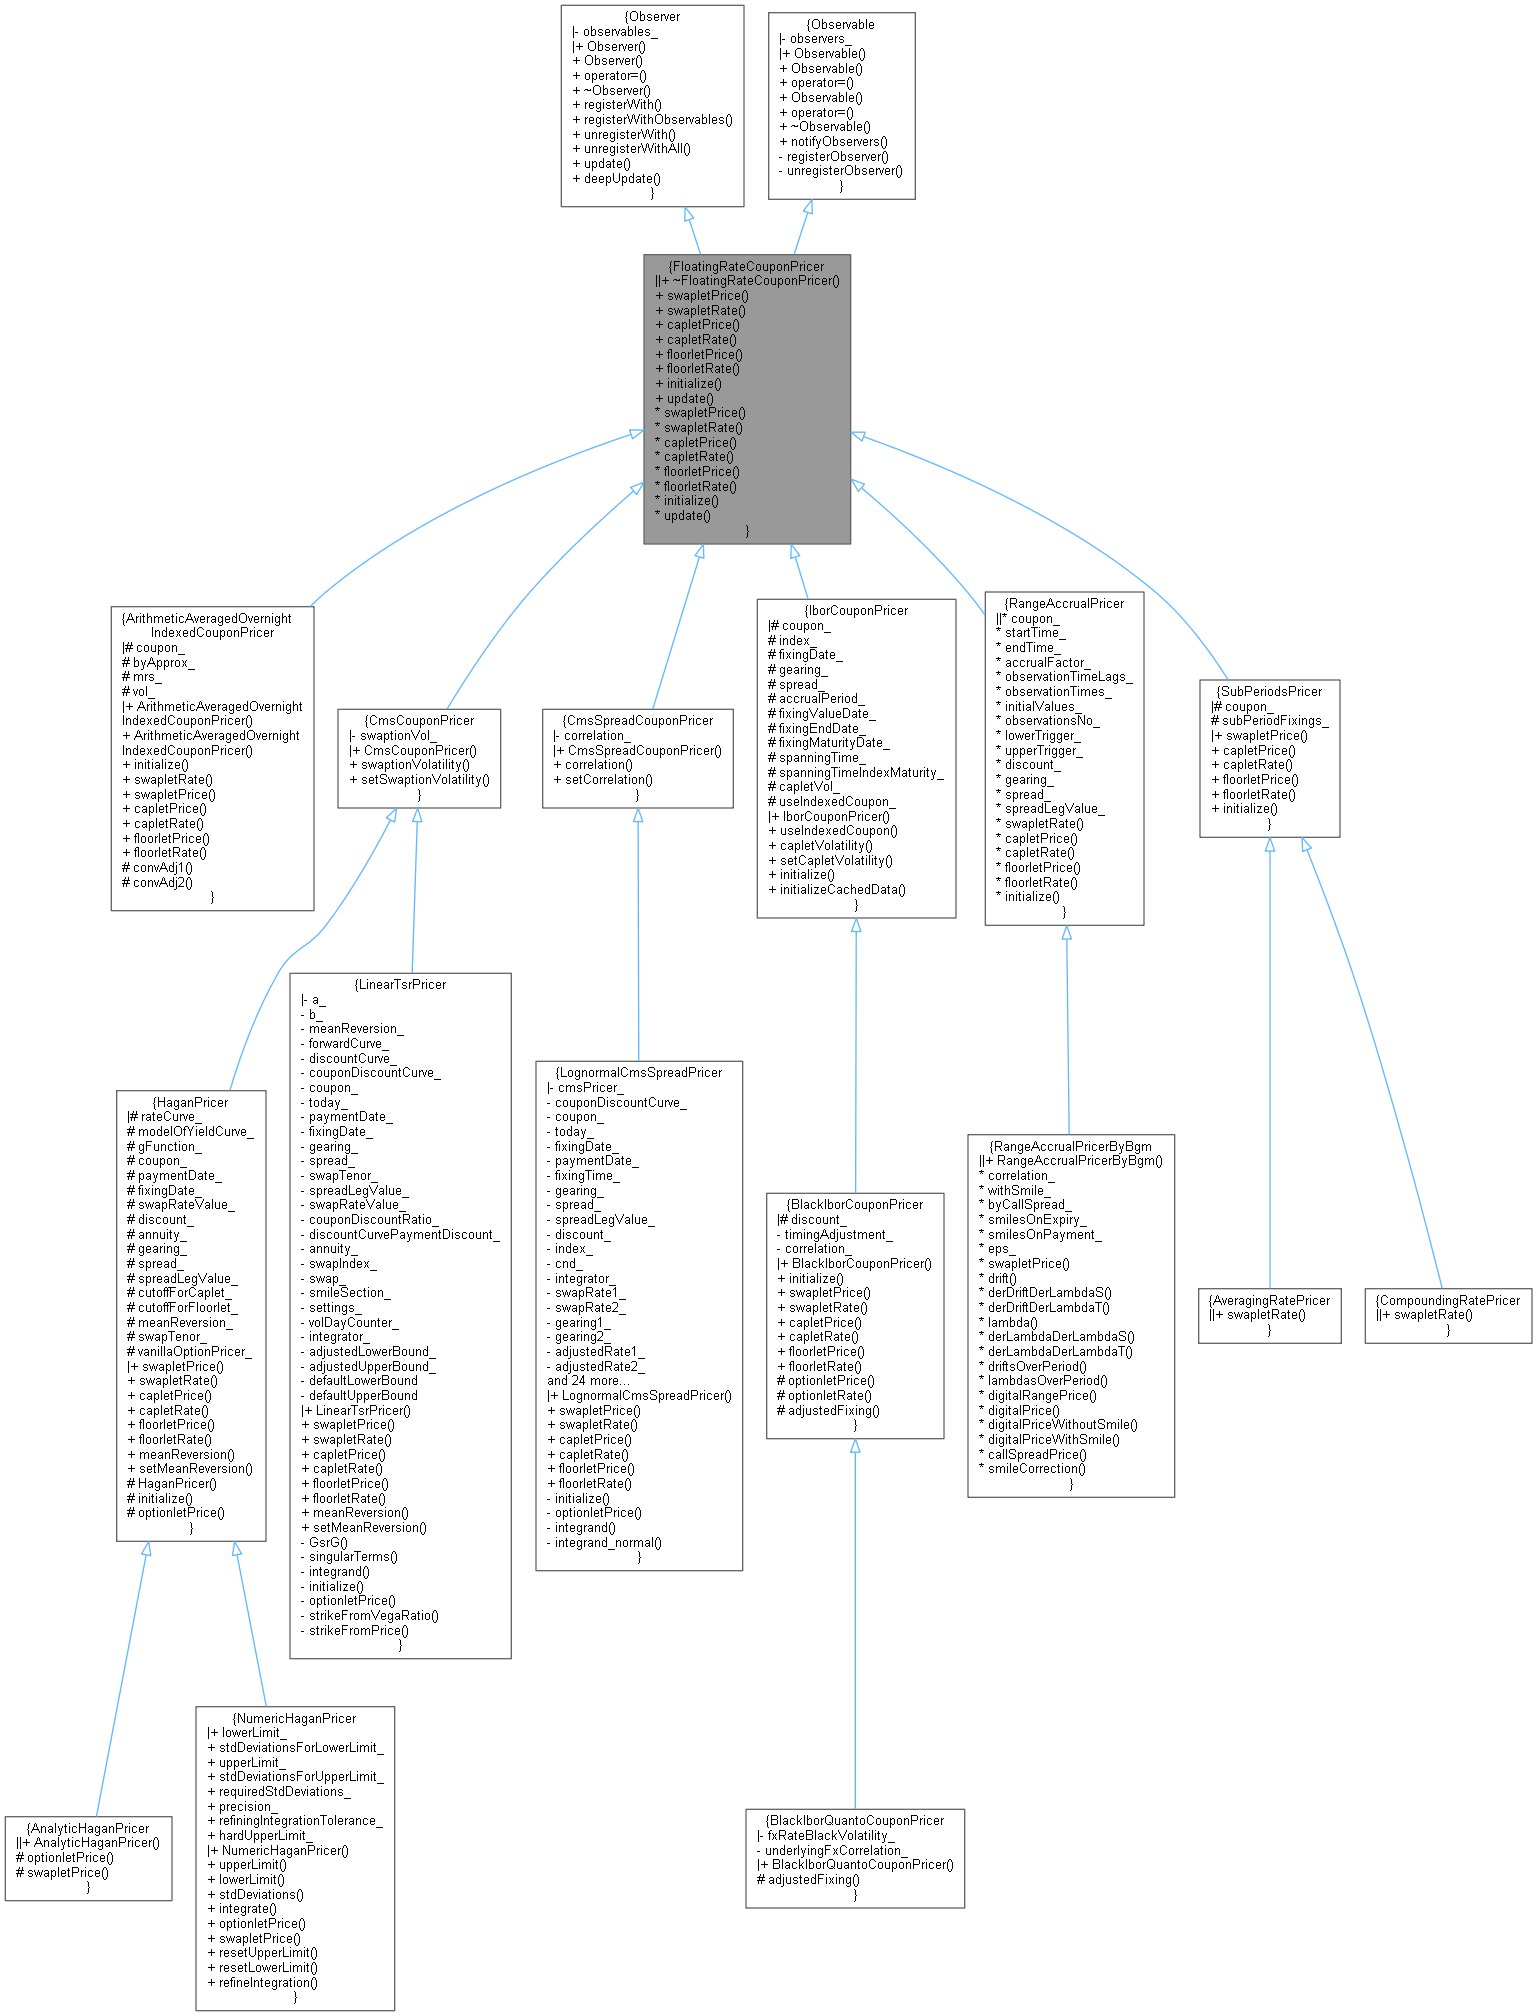 {Observer
|- observables_
|+ Observer()
+ Observer()
+ operator=()
+ ~Observer()
+ registerWith()
+ registerWithObservables()
+ unregisterWith()
+ unregisterWithAll()
+ update()
+ deepUpdate()
}
{Observable
|- observers_
|+ Observable()
+ Observable()
+ operator=()
+ Observable()
+ operator=()
+ ~Observable()
+ notifyObservers()
- registerObserver()
- unregisterObserver()
}
{FloatingRateCouponPricer
||+ ~FloatingRateCouponPricer()
+ swapletPrice()
+ swapletRate()
+ capletPrice()
+ capletRate()
+ floorletPrice()
+ floorletRate()
+ initialize()
+ update()
* swapletPrice()
* swapletRate()
* capletPrice()
* capletRate()
* floorletPrice()
* floorletRate()
* initialize()
* update()
}
{ArithmeticAveragedOvernight
IndexedCouponPricer
|# coupon_
# byApprox_
# mrs_
# vol_
|+ ArithmeticAveragedOvernight
IndexedCouponPricer()
+ ArithmeticAveragedOvernight
IndexedCouponPricer()
+ initialize()
+ swapletRate()
+ swapletPrice()
+ capletPrice()
+ capletRate()
+ floorletPrice()
+ floorletRate()
# convAdj1()
# convAdj2()
}
{CmsCouponPricer
|- swaptionVol_
|+ CmsCouponPricer()
+ swaptionVolatility()
+ setSwaptionVolatility()
}
{CmsSpreadCouponPricer
|- correlation_
|+ CmsSpreadCouponPricer()
+ correlation()
+ setCorrelation()
}
{IborCouponPricer
|# coupon_
# index_
# fixingDate_
# gearing_
# spread_
# accrualPeriod_
# fixingValueDate_
# fixingEndDate_
# fixingMaturityDate_
# spanningTime_
# spanningTimeIndexMaturity_
# capletVol_
# useIndexedCoupon_
|+ IborCouponPricer()
+ useIndexedCoupon()
+ capletVolatility()
+ setCapletVolatility()
+ initialize()
+ initializeCachedData()
}
{RangeAccrualPricer
||* coupon_
* startTime_
* endTime_
* accrualFactor_
* observationTimeLags_
* observationTimes_
* initialValues_
* observationsNo_
* lowerTrigger_
* upperTrigger_
* discount_
* gearing_
* spread_
* spreadLegValue_
* swapletRate()
* capletPrice()
* capletRate()
* floorletPrice()
* floorletRate()
* initialize()
}
{SubPeriodsPricer
|# coupon_
# subPeriodFixings_
|+ swapletPrice()
+ capletPrice()
+ capletRate()
+ floorletPrice()
+ floorletRate()
+ initialize()
}
{HaganPricer
|# rateCurve_
# modelOfYieldCurve_
# gFunction_
# coupon_
# paymentDate_
# fixingDate_
# swapRateValue_
# discount_
# annuity_
# gearing_
# spread_
# spreadLegValue_
# cutoffForCaplet_
# cutoffForFloorlet_
# meanReversion_
# swapTenor_
# vanillaOptionPricer_
|+ swapletPrice()
+ swapletRate()
+ capletPrice()
+ capletRate()
+ floorletPrice()
+ floorletRate()
+ meanReversion()
+ setMeanReversion()
# HaganPricer()
# initialize()
# optionletPrice()
}
{LinearTsrPricer
|- a_
- b_
- meanReversion_
- forwardCurve_
- discountCurve_
- couponDiscountCurve_
- coupon_
- today_
- paymentDate_
- fixingDate_
- gearing_
- spread_
- swapTenor_
- spreadLegValue_
- swapRateValue_
- couponDiscountRatio_
- discountCurvePaymentDiscount_
- annuity_
- swapIndex_
- swap_
- smileSection_
- settings_
- volDayCounter_
- integrator_
- adjustedLowerBound_
- adjustedUpperBound_
- defaultLowerBound
- defaultUpperBound
|+ LinearTsrPricer()
+ swapletPrice()
+ swapletRate()
+ capletPrice()
+ capletRate()
+ floorletPrice()
+ floorletRate()
+ meanReversion()
+ setMeanReversion()
- GsrG()
- singularTerms()
- integrand()
- initialize()
- optionletPrice()
- strikeFromVegaRatio()
- strikeFromPrice()
}
{LognormalCmsSpreadPricer
|- cmsPricer_
- couponDiscountCurve_
- coupon_
- today_
- fixingDate_
- paymentDate_
- fixingTime_
- gearing_
- spread_
- spreadLegValue_
- discount_
- index_
- cnd_
- integrator_
- swapRate1_
- swapRate2_
- gearing1_
- gearing2_
- adjustedRate1_
- adjustedRate2_
and 24 more...
|+ LognormalCmsSpreadPricer()
+ swapletPrice()
+ swapletRate()
+ capletPrice()
+ capletRate()
+ floorletPrice()
+ floorletRate()
- initialize()
- optionletPrice()
- integrand()
- integrand_normal()
}
{BlackIborCouponPricer
|# discount_
- timingAdjustment_
- correlation_
|+ BlackIborCouponPricer()
+ initialize()
+ swapletPrice()
+ swapletRate()
+ capletPrice()
+ capletRate()
+ floorletPrice()
+ floorletRate()
# optionletPrice()
# optionletRate()
# adjustedFixing()
}
{RangeAccrualPricerByBgm
||+ RangeAccrualPricerByBgm()
* correlation_
* withSmile_
* byCallSpread_
* smilesOnExpiry_
* smilesOnPayment_
* eps_
* swapletPrice()
* drift()
* derDriftDerLambdaS()
* derDriftDerLambdaT()
* lambda()
* derLambdaDerLambdaS()
* derLambdaDerLambdaT()
* driftsOverPeriod()
* lambdasOverPeriod()
* digitalRangePrice()
* digitalPrice()
* digitalPriceWithoutSmile()
* digitalPriceWithSmile()
* callSpreadPrice()
* smileCorrection()
}
{AveragingRatePricer
||+ swapletRate()
}
{CompoundingRatePricer
||+ swapletRate()
}
{AnalyticHaganPricer
||+ AnalyticHaganPricer()
# optionletPrice()
# swapletPrice()
}
{NumericHaganPricer
|+ lowerLimit_
+ stdDeviationsForLowerLimit_
+ upperLimit_
+ stdDeviationsForUpperLimit_
+ requiredStdDeviations_
+ precision_
+ refiningIntegrationTolerance_
+ hardUpperLimit_
|+ NumericHaganPricer()
+ upperLimit()
+ lowerLimit()
+ stdDeviations()
+ integrate()
+ optionletPrice()
+ swapletPrice()
+ resetUpperLimit()
+ resetLowerLimit()
+ refineIntegration()
}
{BlackIborQuantoCouponPricer
|- fxRateBlackVolatility_
- underlyingFxCorrelation_
|+ BlackIborQuantoCouponPricer()
# adjustedFixing()
}